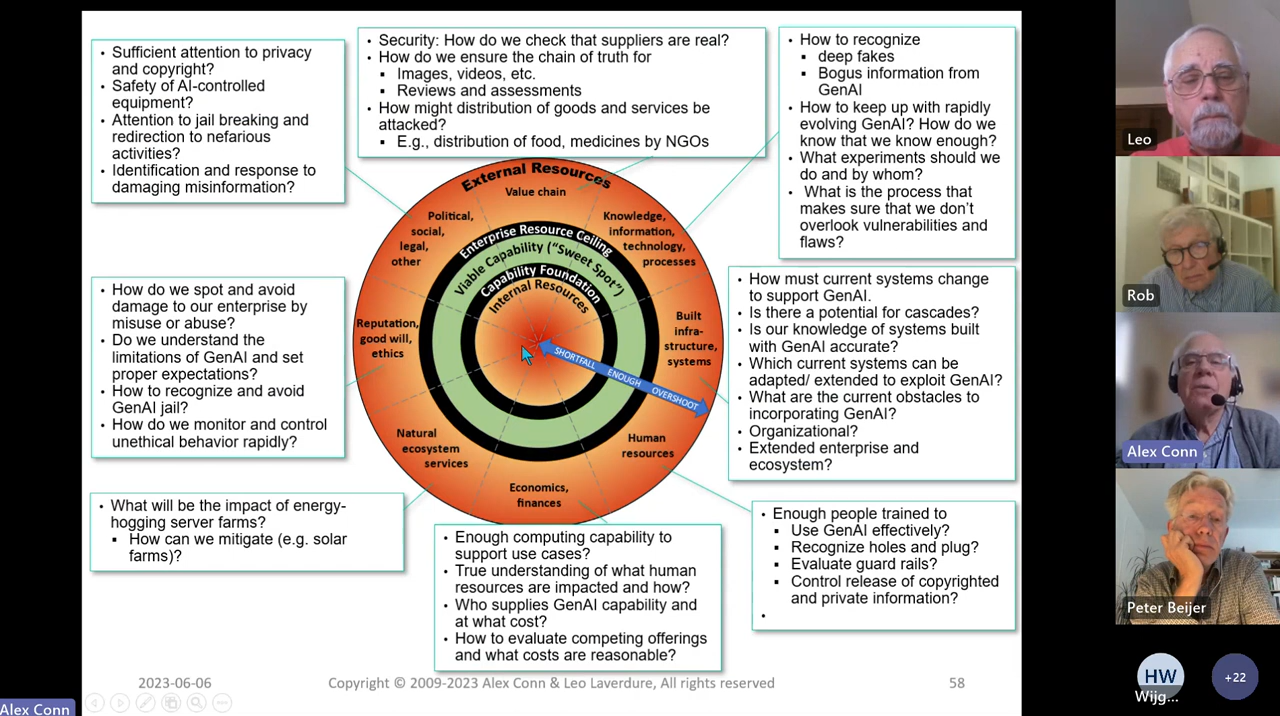 • Sufficient attention to privacy
and copyright?
• Safety of AI-controlled
equipment?
• Attention to jail breaking and
redirection to nefarious
activities?
• Identification and response to
damaging misinformation?
• Security: How do we check that suppliers are real?
• How do we ensure the chain of truth for
▪ Images, videos, etc.
▪ Reviews and assessments
• How might distribution of goods and services be
attacked?
▪ E.g., distribution of food, medicines by NGOs
• How to recognize
▪ deep fakes
▪ Bogus information from
GenAI
• How to keep up with rapidly
evolving GenAI? How do we
know that we know enough?
• What experiments should we
do and by whom?
• What is the process that
makes sure that we don't
overlook vulnerabilities and
flaws?
External Resources
Value chain
Political,
social,
legal,
other
Knowledge,
information,
technology,
processes
Enterprise Resource Ceiling
Viable Capability ("Sweet Spot")
Capability Foundation
Internal Resources
Reputation,
good will,
ethics
Built
infra-
structure,
systems
SHORTFALL ENOUGH OVERSHOOT
Natural
ecosystem
services
Human
resources
Economics,
finances
• How do we spot and avoid
damage to our enterprise by
misuse or abuse?
• Do we understand the
limitations of GenAI and set
proper expectations?
• How to recognize and avoid
GenAI jail?
• How do we monitor and control
unethical behavior rapidly?
• How must current systems change
to support GenAI.
• Is there a potential for cascades?
• Is our knowledge of systems built
with GenAI accurate?
• Which current systems can be
adapted/ extended to exploit GenAI?
• What are the current obstacles to
incorporating GenAI?
• Organizational?
• Extended enterprise and
ecosystem?
• What will be the impact of energy-
hogging server farms?
▪ How can we mitigate (e.g. solar
farms)?
• Enough computing capability to
support use cases?
• True understanding of what human
resources are impacted and how?
• Who supplies GenAI capability and
at what cost?
• How to evaluate competing offerings
and what costs are reasonable?
• Enough people trained to
▪ Use GenAI effectively?
▪ Recognize holes and plug?
▪ Evaluate guard rails?
▪ Control release of copyrighted
and private information?
•
2023-06-06
Copyright © 2009-2023 Alex Conn & Leo Laverdure, All rights reserved
58
Alex Conn
Leo
Rob
Alex Conn
Peter Beijer
HW
Wijg...
+22